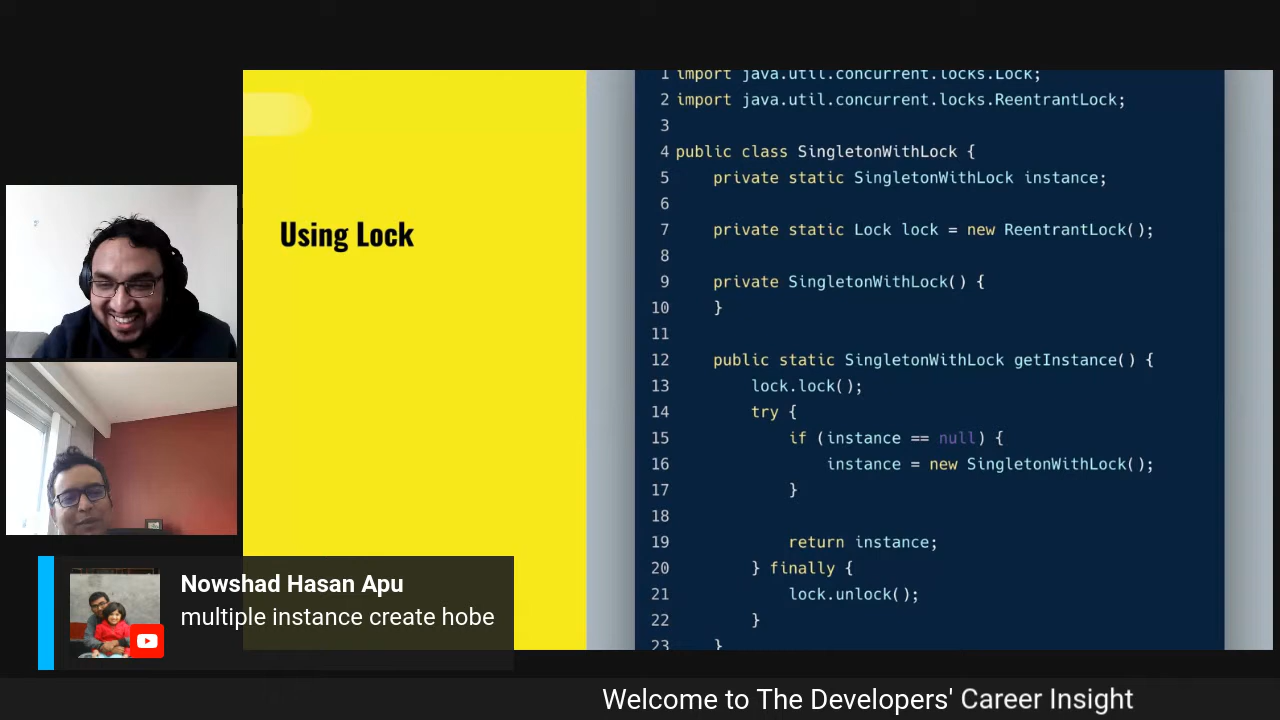 Using Lock
1 import java.util.concurrent.locks.Lock;
2 import java.util.concurrent.locks.ReentrantLock;
3
4 public class SingletonWithLock {
5 private static SingletonWithLock instance;
6
7 private static Lock lock = new ReentrantLock();
8
9 private SingletonWithLock() {
10 }
11
12 public static SingletonWithLock getInstance() {
13 lock.lock();
14 try {
15 if (instance == null) {
16 instance = new SingletonWithLock();
17 }
18
19 return instance;
20 } finally {
21 lock.unlock();
22 }
23 }
Nowshad Hasan Apu
multiple instance create hobe
Welcome to The Developers' Career Insight